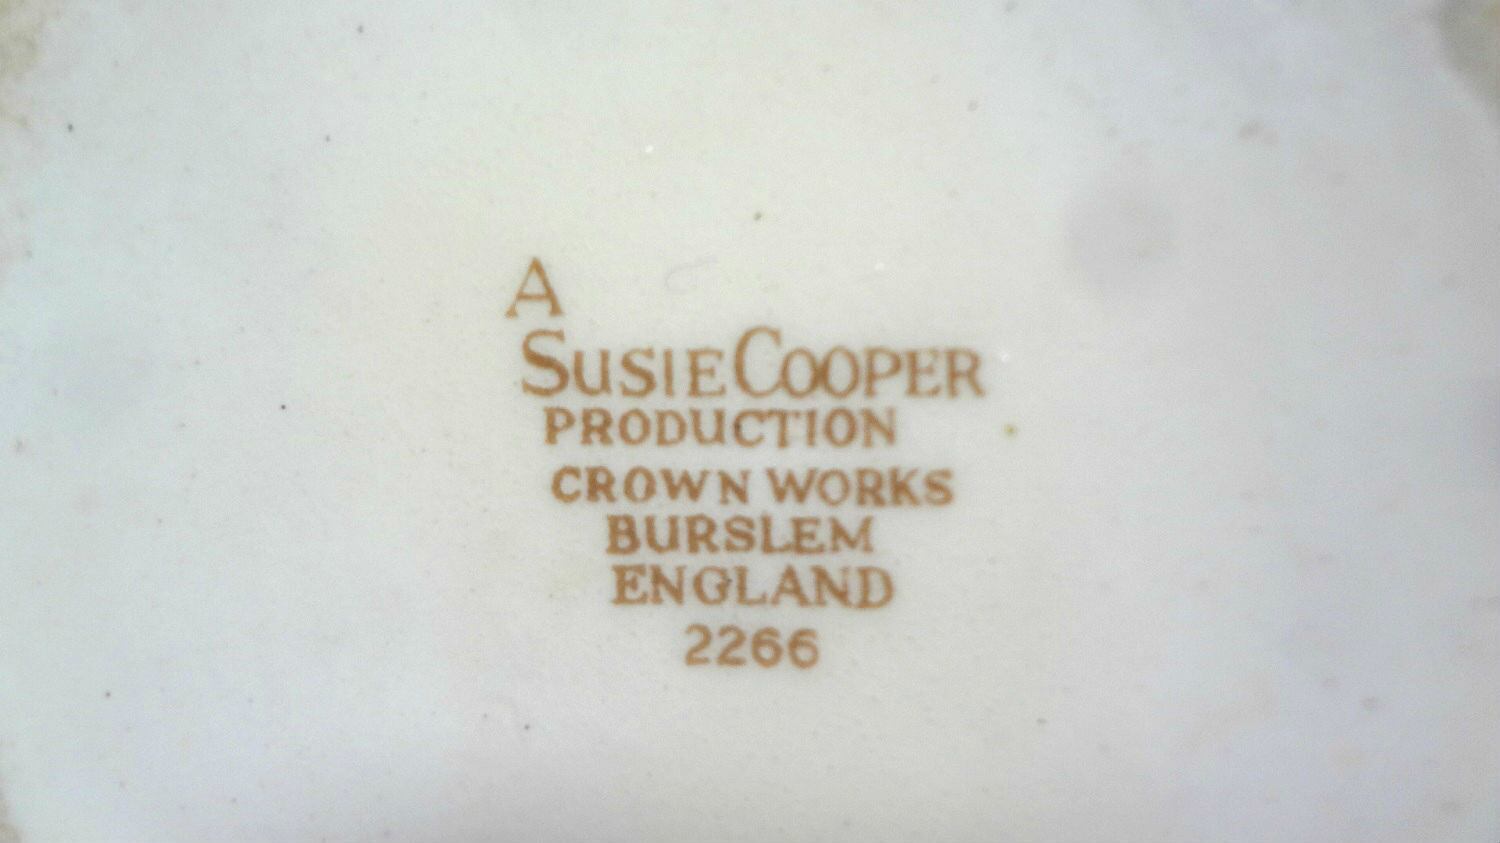 A
SUSIE COOPER
PRODUCTION
CROWN WORKS
BURSLEM
ENGLAND
2266